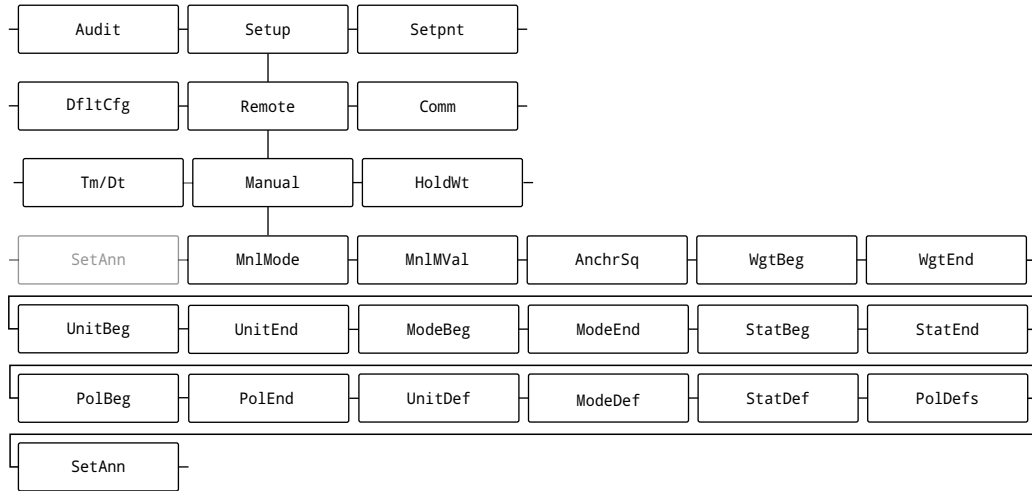 Audit Setup Setpnt
DfltCfg Remote Comm
Tm/Dt Manual HoldWt
SetAnn MnlMode MnlMVal AnchrSq WgtBeg WgtEnd
UnitBeg UnitEnd ModeBeg ModeEnd StatBeg StatEnd
PolBeg PolEnd UnitDef ModeDef StatDef PolDefs
SetAnn